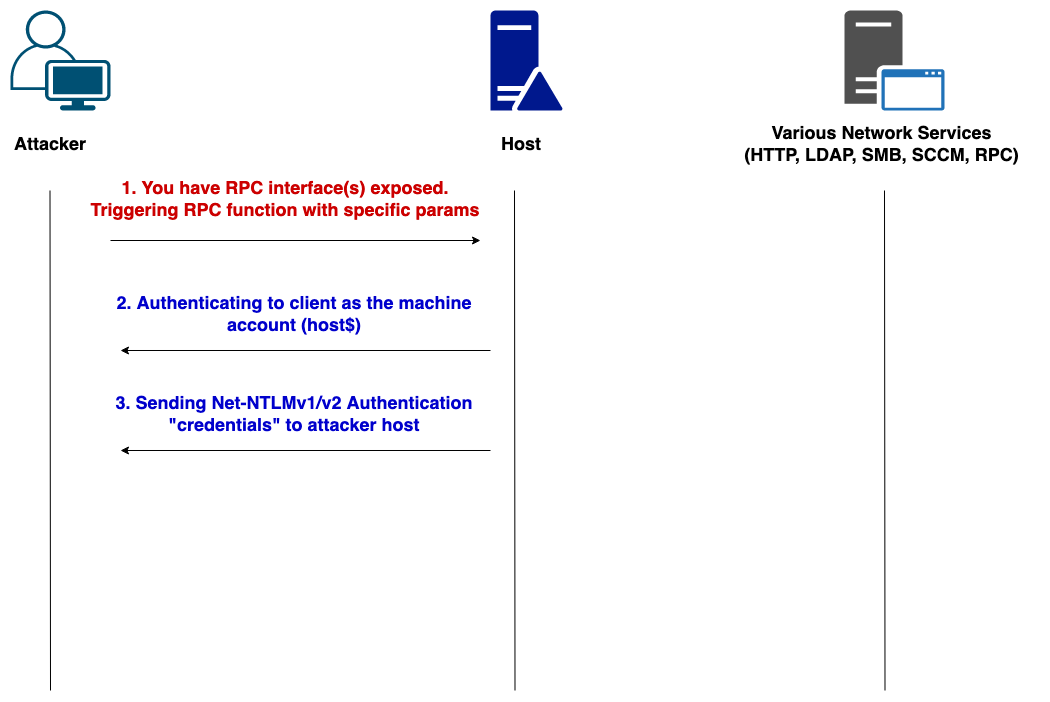 Attacker
Host
Various Network Services
(HTTP, LDAP, SMB, SCCM, RPC)
1. You have RPC interface(s) exposed.
Triggering RPC function with specific params
2. Authenticating to client as the machine
account (host$)
3. Sending Net-NTLMv1/v2 Authentication
"credentials" to attacker host